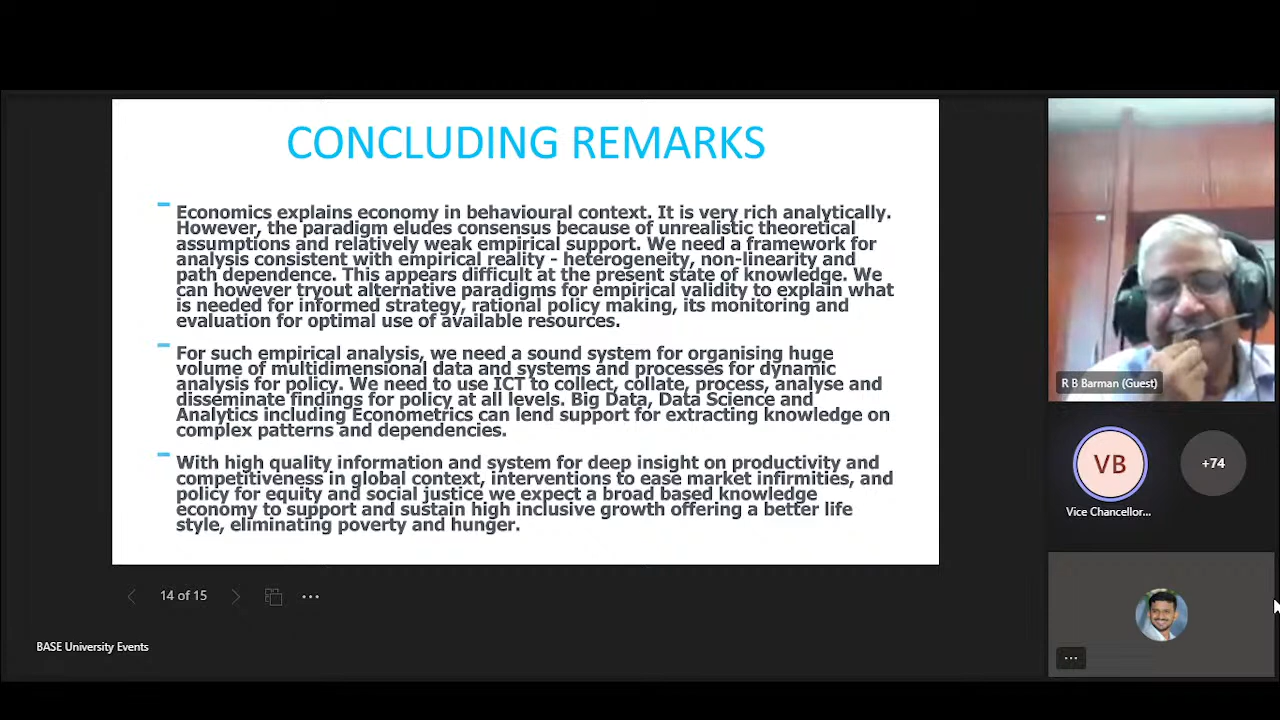 CONCLUDING REMARKS
Economics explains economy in behavioural context. It is very rich analytically.
However, the paradigm eludes consensus because of unrealistic theoretical
assumptions and relatively weak empirical support. We need a framework for
analysis consistent with empirical reality - heterogeneity, non-linearity and
path dependence. This appears difficult at the present state of knowledge. We
can however tryout alternative paradigms for empirical validity to explain what
is needed for informed strategy, rational policy making, its monitoring and
evaluation for optimal use of available resources.
For such empirical analysis, we need a sound system for organising huge
volume of multidimensional data and systems and processes for dynamic
analysis for policy. We need to use ICT to collect, collate, process, analyse and
disseminate findings for policy at all levels. Big Data, Data Science and
Analytics including Econometrics can lend support for extracting knowledge on
complex patterns and dependencies.
With high quality information and system for deep insight on productivity and
competitiveness in global context, interventions to ease market infirmities, and
policy for equity and social justice we expect a broad based knowledge
economy to support and sustain high inclusive growth offering a better life
style, eliminating poverty and hunger.
14 of 15
BASE University Events
R B Barman (Guest)
VB
+74
Vice Chancellor...